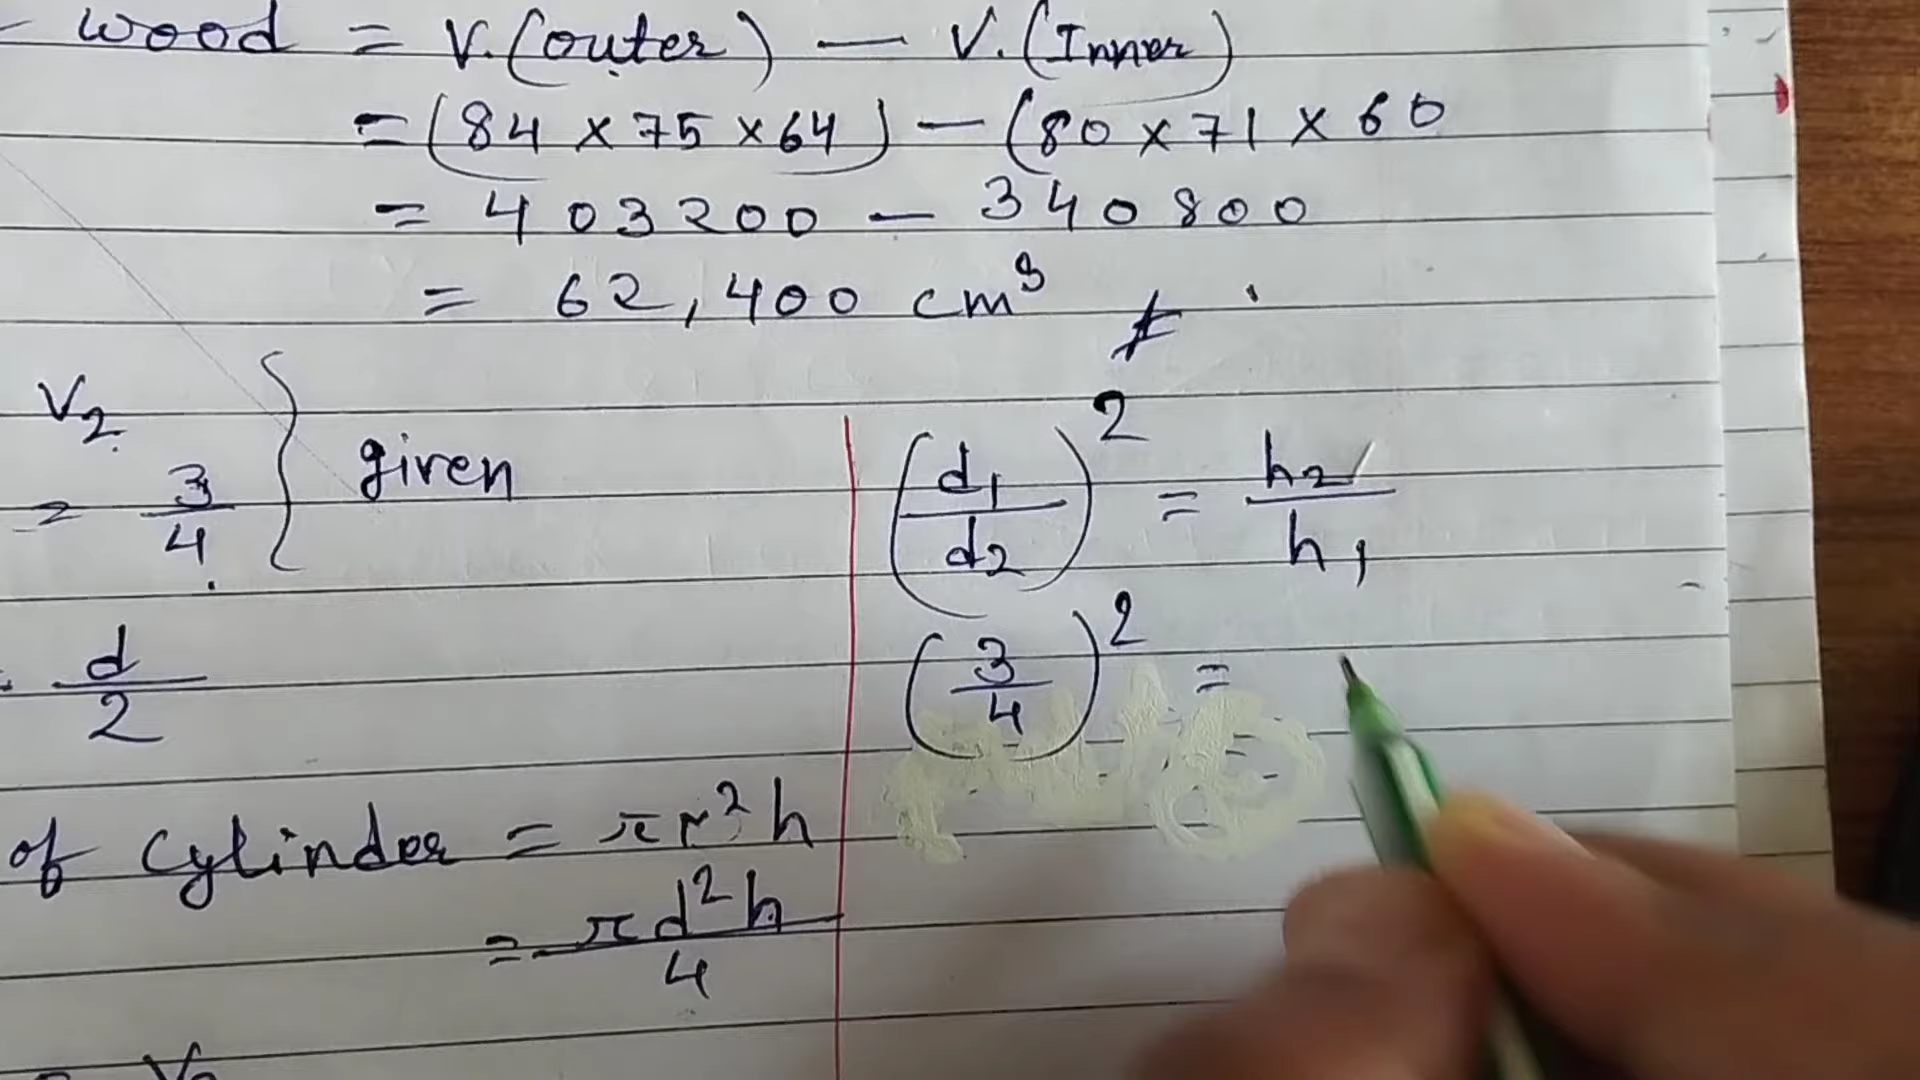 wood = V.(outer) — V.(Inner)
= (84 × 75 × 64) — (80 × 71 × 60
= 403200 — 340800
= 62,400 cm³
V₂
= 3/4 } given
d/2
of cylinder = πr²h
= πd²h/4
V₂
(d₁/d₂)² = h₂/h₁
(3/4)² =